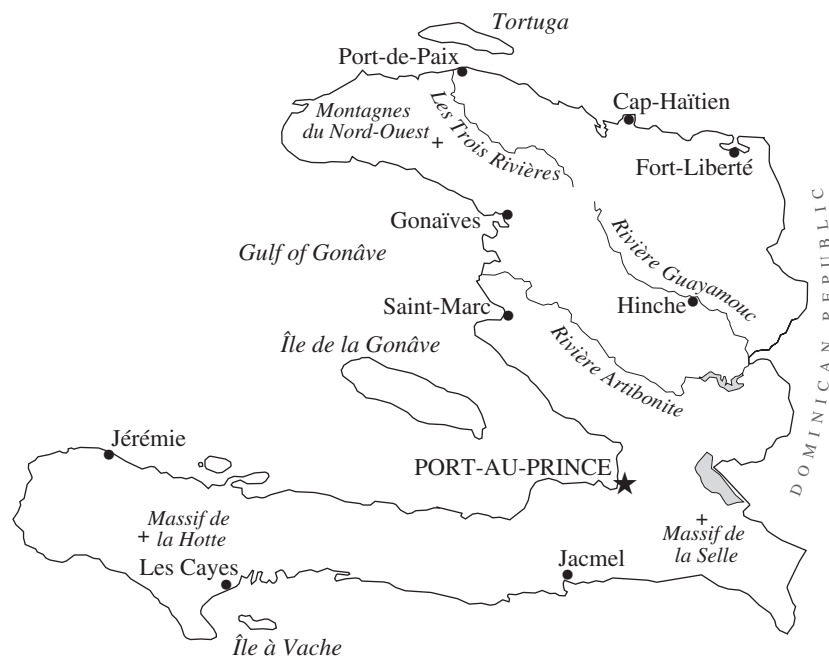 Tortuga
Port-de-Paix
Cap-Haïtien
Montagnes
du Nord-Ouest
Les Trois Rivières
Fort-Liberté
Gonaïves
Gulf of Gonâve
Rivière Guayamouc
DOMINICAN REPUBLIC
Saint-Marc
Hinche
Île de la Gonâve
Rivière Artibonite
Jérémie
PORT-AU-PRINCE
Massif de
la Hotte
Massif de
la Selle
Les Cayes
Jacmel
Île à Vache